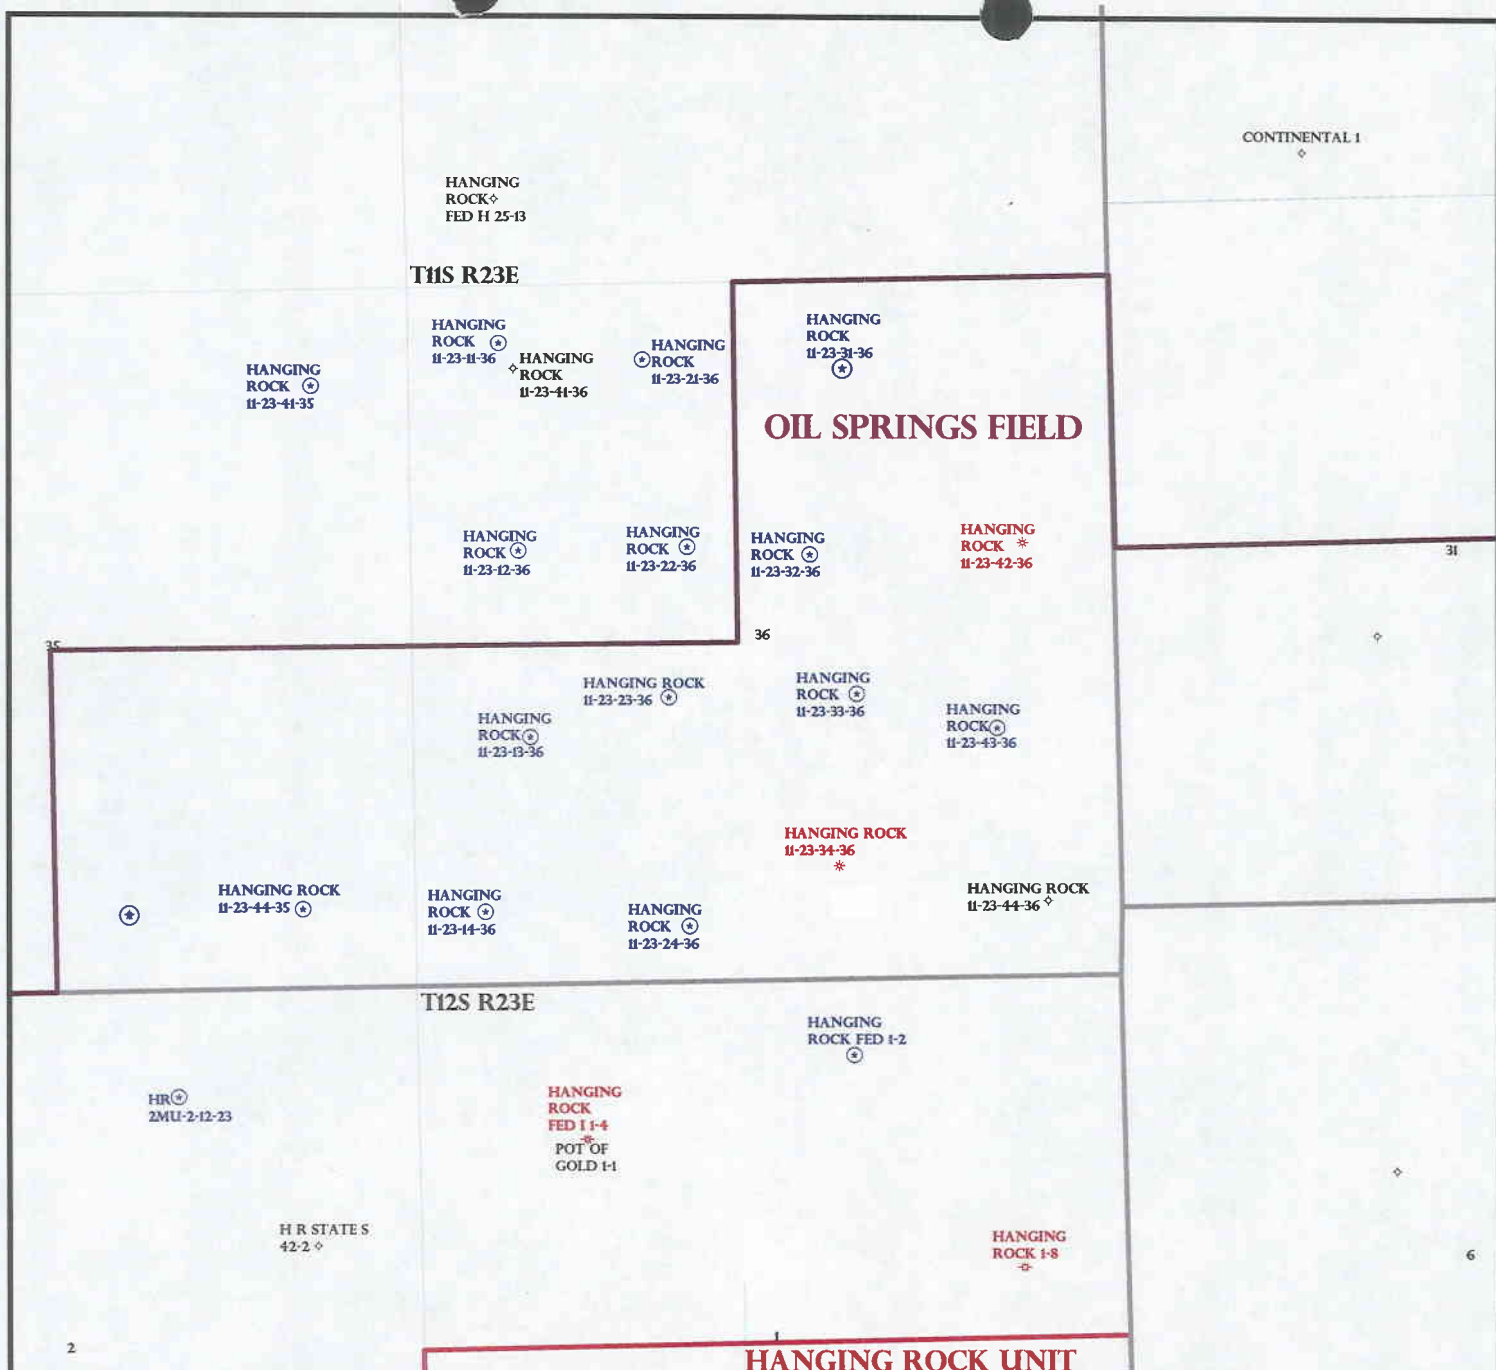 CONTINENTAL 1
HANGING
ROCK
FED H 25-13
T11S R23E
HANGING
ROCK
11-23-11-36
HANGING
ROCK
11-23-41-36
HANGING
ROCK
11-23-21-36
HANGING
ROCK
11-23-31-36
HANGING
ROCK
11-23-41-35
OIL SPRINGS FIELD
HANGING
ROCK
11-23-12-36
HANGING
ROCK
11-23-22-36
HANGING
ROCK
11-23-32-36
HANGING
ROCK
11-23-42-36
31
35
36
HANGING ROCK
11-23-23-36
HANGING
ROCK
11-23-33-36
HANGING
ROCK
11-23-13-36
HANGING
ROCK
11-23-43-36
HANGING ROCK
11-23-34-36
HANGING ROCK
11-23-44-35
HANGING
ROCK
11-23-14-36
HANGING
ROCK
11-23-24-36
HANGING ROCK
11-23-44-36
T12S R23E
HANGING
ROCK FED 1-2
HR
2MU-2-12-23
HANGING
ROCK
FED I 1-4
POT OF
GOLD 1-1
H R STATE S
42-2
HANGING
ROCK 1-8
6
2
1
HANGING ROCK UNIT